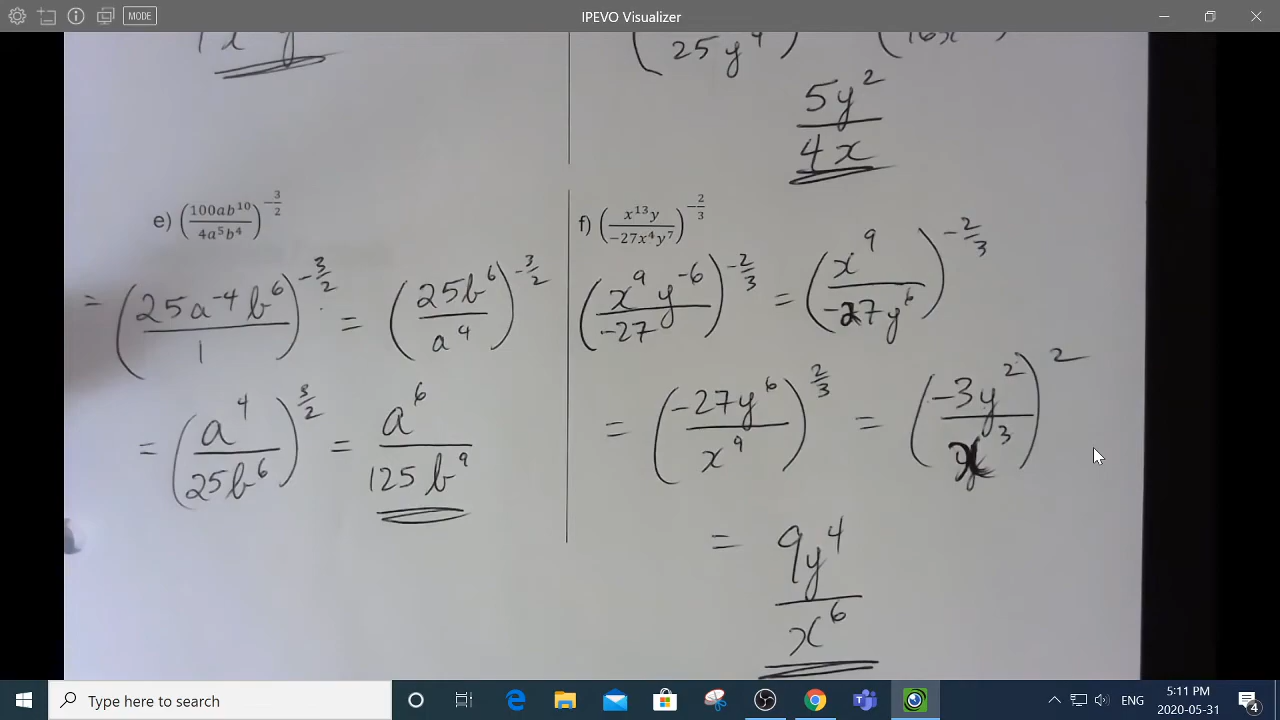 IPEVO Visualizer
MODE
25y⁴
5y²
4x
e) (100ab¹⁰ / 4a⁵b⁴)^(-3/2)
= (25a⁻⁴b⁶ / 1)^(-3/2) = (25b⁶ / a⁴)^(-3/2)
= (a⁴ / 25b⁶)^(3/2) = a⁶ / 125b⁹
f) (x¹³y / -27x⁴y⁷)^(-2/3)
(x⁹y⁻⁶ / -27)^(-2/3) = (x⁹ / -27y⁶)^(-2/3)
= (-27y⁶ / x⁹)^(2/3) = (-3y² / x³)²
= 9y⁴ / x⁶
Type here to search
ENG
5:11 PM
2020-05-31
4